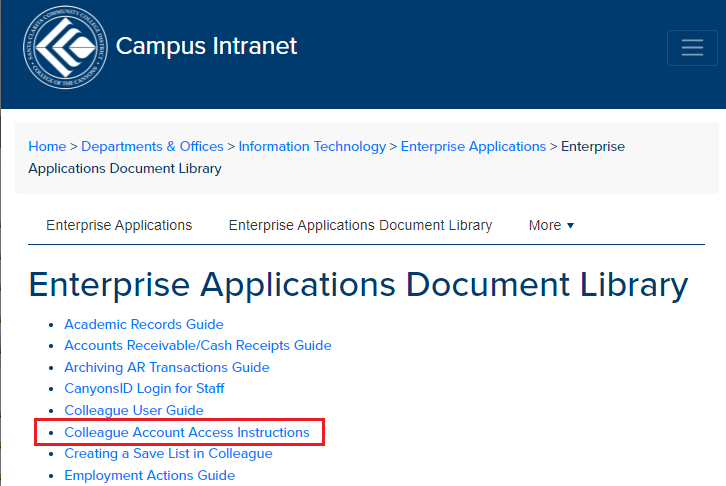 SANTA CLARITA COMMUNITY COLLEGE DISTRICT
COLLEGE OF THE CANYONS
Campus Intranet
Home > Departments & Offices > Information Technology > Enterprise Applications > Enterprise
Applications Document Library
Enterprise Applications Enterprise Applications Document Library More ▼
Enterprise Applications Document Library
• Academic Records Guide
• Accounts Receivable/Cash Receipts Guide
• Archiving AR Transactions Guide
• CanyonsID Login for Staff
• Colleague User Guide
• Colleague Account Access Instructions
• Creating a Save List in Colleague
• Employment Actions Guide